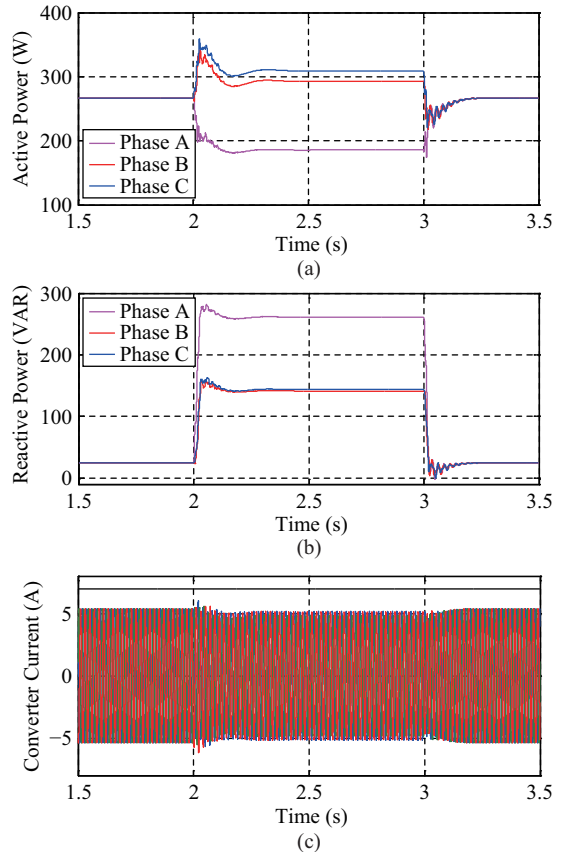 Active Power (W)
400
300
200
100
Phase A
Phase B
Phase C
1.5 2 2.5 3 3.5
Time (s)
(a)
Reactive Power (VAR)
300
200
100
0
Phase A
Phase B
Phase C
1.5 2 2.5 3 3.5
Time (s)
(b)
Converter Current (A)
5
0
−5
1.5 2 2.5 3 3.5
Time (s)
(c)